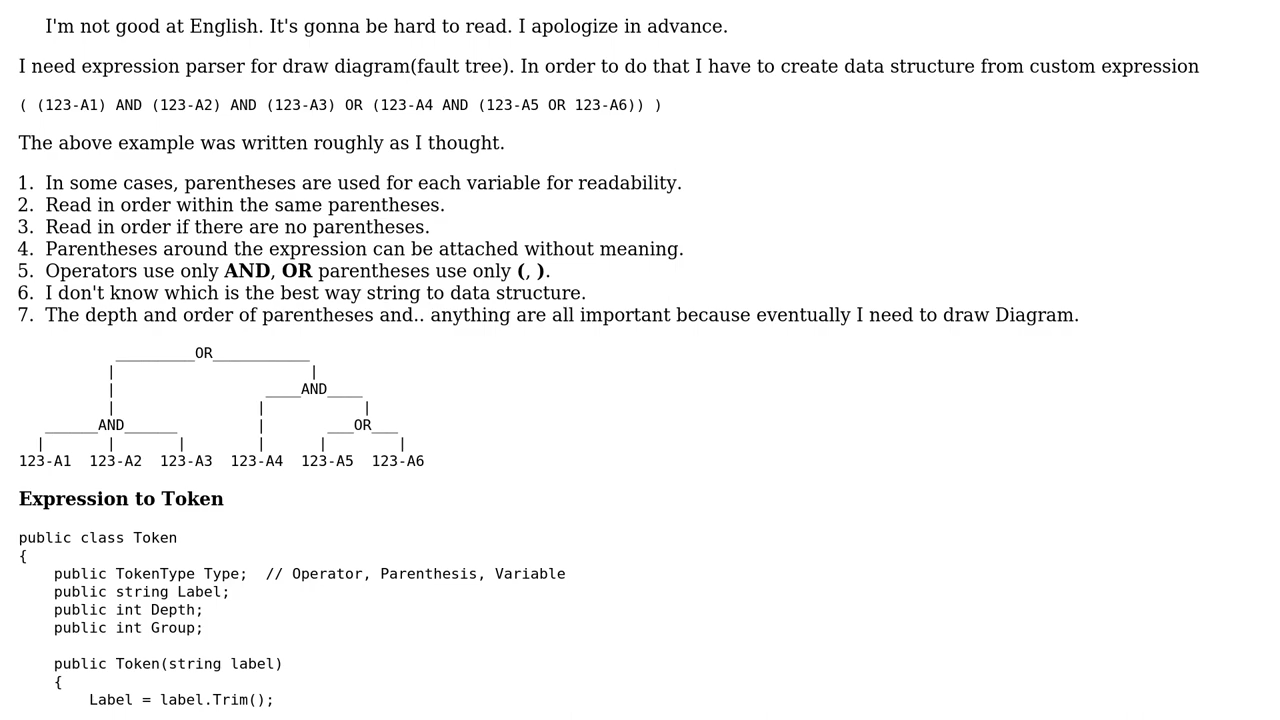 I'm not good at English. It's gonna be hard to read. I apologize in advance.
I need expression parser for draw diagram(fault tree). In order to do that I have to create data structure from custom expression
( (123-A1) AND (123-A2) AND (123-A3) OR (123-A4 AND (123-A5 OR 123-A6)) )
The above example was written roughly as I thought.
1. In some cases, parentheses are used for each variable for readability.
2. Read in order within the same parentheses.
3. Read in order if there are no parentheses.
4. Parentheses around the expression can be attached without meaning.
5. Operators use only AND, OR parentheses use only (, ).
6. I don't know which is the best way string to data structure.
7. The depth and order of parentheses and.. anything are all important because eventually I need to draw Diagram.
           _________OR___________
          |                      |
          |                 ____AND____
          |                |           |
   ______AND______         |       ___OR___
  |       |       |        |      |        |
123-A1  123-A2  123-A3  123-A4  123-A5  123-A6
Expression to Token
public class Token
{
    public TokenType Type;  // Operator, Parenthesis, Variable
    public string Label;
    public int Depth;
    public int Group;
    public Token(string label)
    {
        Label = label.Trim();